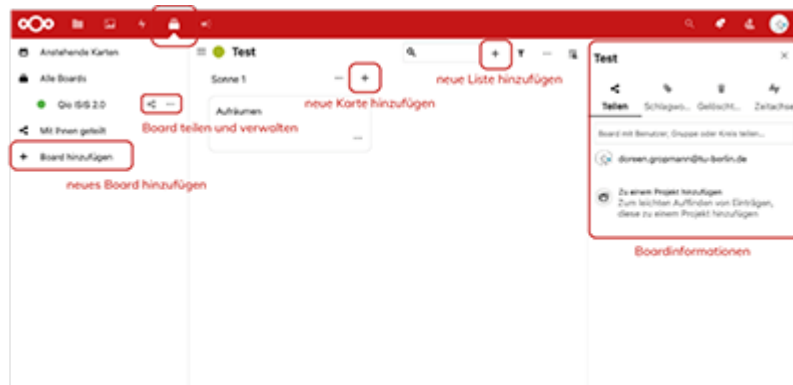 Anstehende Karten
Alle Boards
Qio ISIS 2.0
Mit Ihnen geteilt
Board hinzufügen
Board teilen und verwalten
neues Board hinzufügen
Test
Sonne 1
Aufräumen
neue Karte hinzufügen
neue Liste hinzufügen
Test
Teilen
Schlagwo...
Gelöscht...
Zeitachse
Board mit Benutzer, Gruppe oder Kreis teilen...
doreen.gropmann@tu-berlin.de
Zu einem Projekt hinzufügen
Zum leichten Auffinden von Einträgen,
diese zu einem Projekt hinzufügen
Boardinformationen